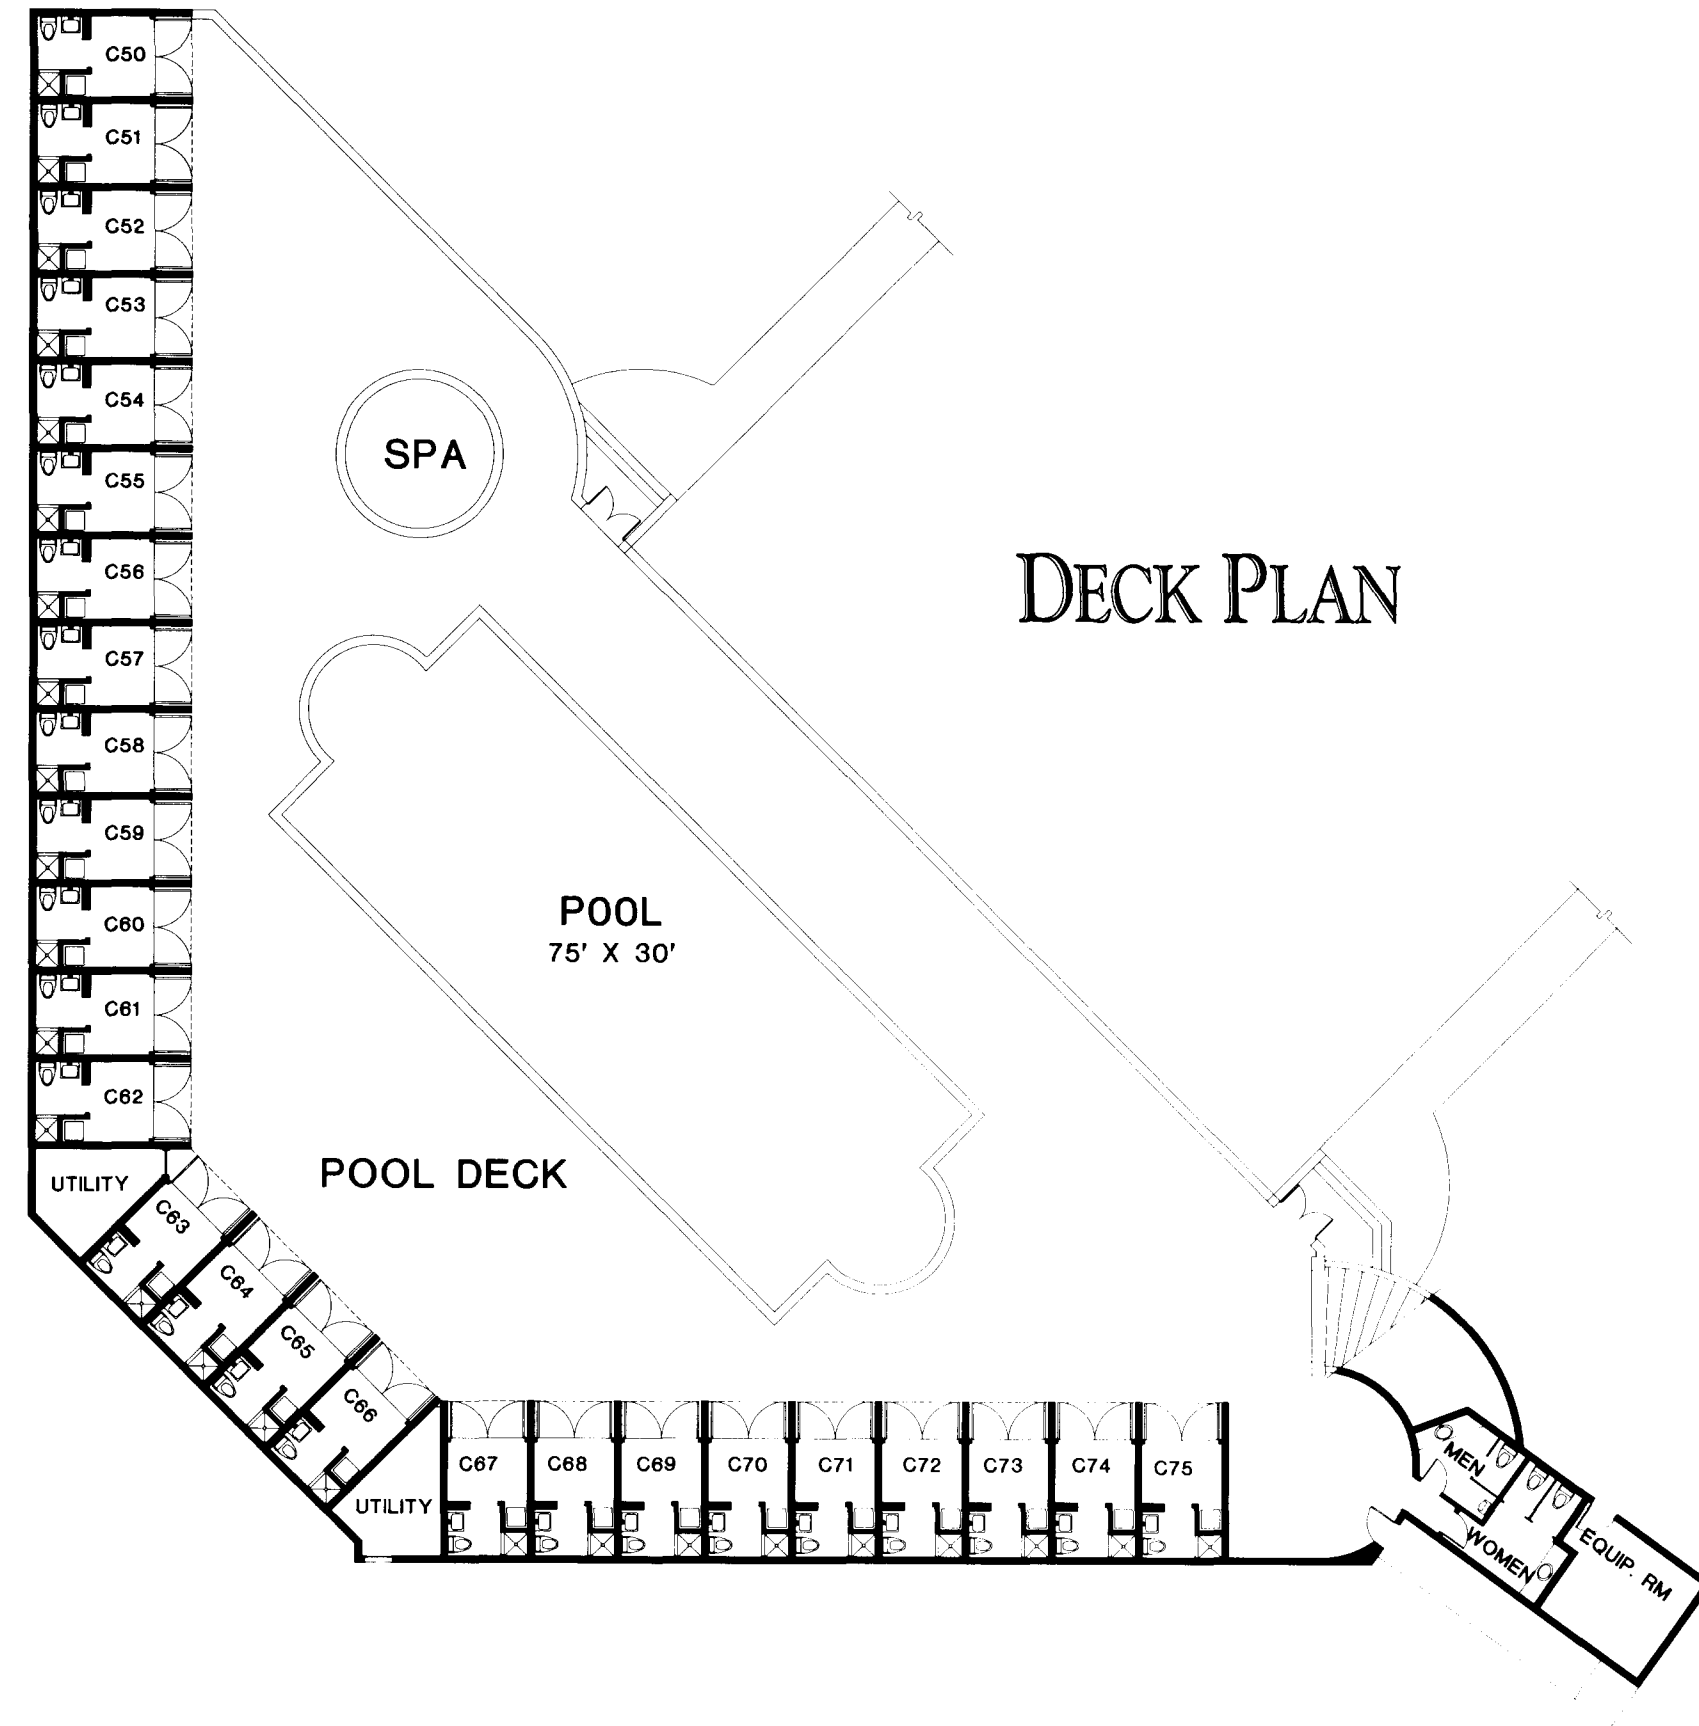 C50
C51
C52
C53
C54
C55
C56
C57
C58
C59
C60
C61
C62
UTILITY
C63
C64
C65
C66
UTILITY
C67
C68
C69
C70
C71
C72
C73
C74
C75
SPA
DECK PLAN
POOL
75' X 30'
POOL DECK
MEN
WOMEN
EQUIP. RM